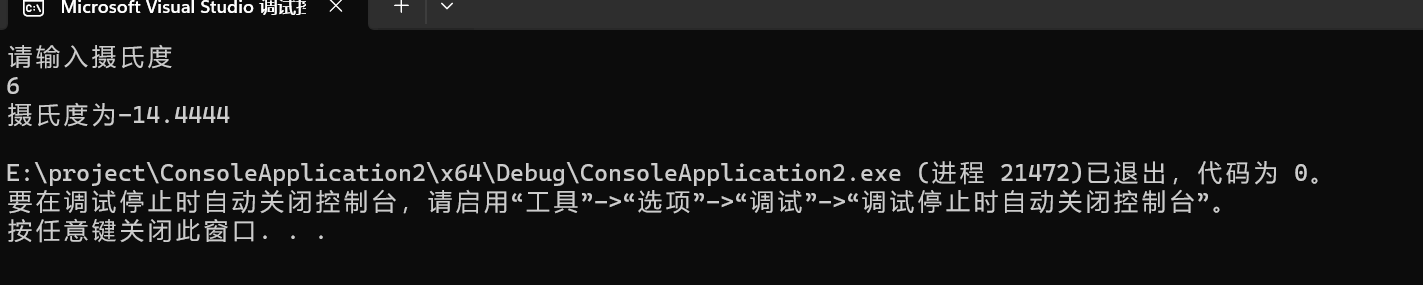 Microsoft Visual Studio 调试控
请输入摄氏度
6
摄氏度为-14.4444
E:\project\ConsoleApplication2\x64\Debug\ConsoleApplication2.exe (进程 21472)已退出，代码为 0。
要在调试停止时自动关闭控制台，请启用“工具”->“选项”->“调试”->“调试停止时自动关闭控制台”。
按任意键关闭此窗口. . .